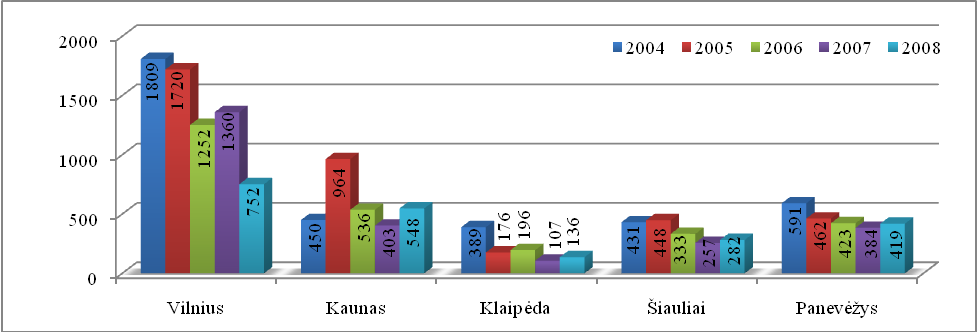 2000
1500
1000
500
0
2004 2005 2006 2007 2008
1809 1720 1252 1360 752
450 964 536 403 548
389 176 196 107 136
431 448 333 257 282
591 462 423 384 419
Vilnius Kaunas Klaipėda Šiauliai Panevėžys